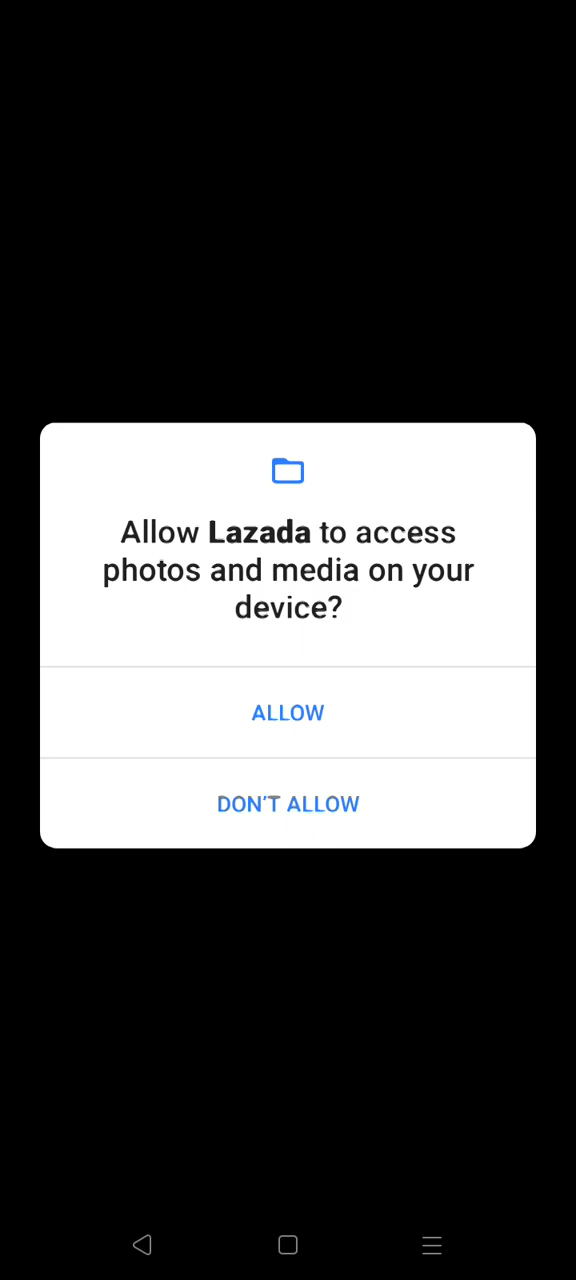 Allow Lazada to access
photos and media on your
device?
ALLOW
DON'T ALLOW